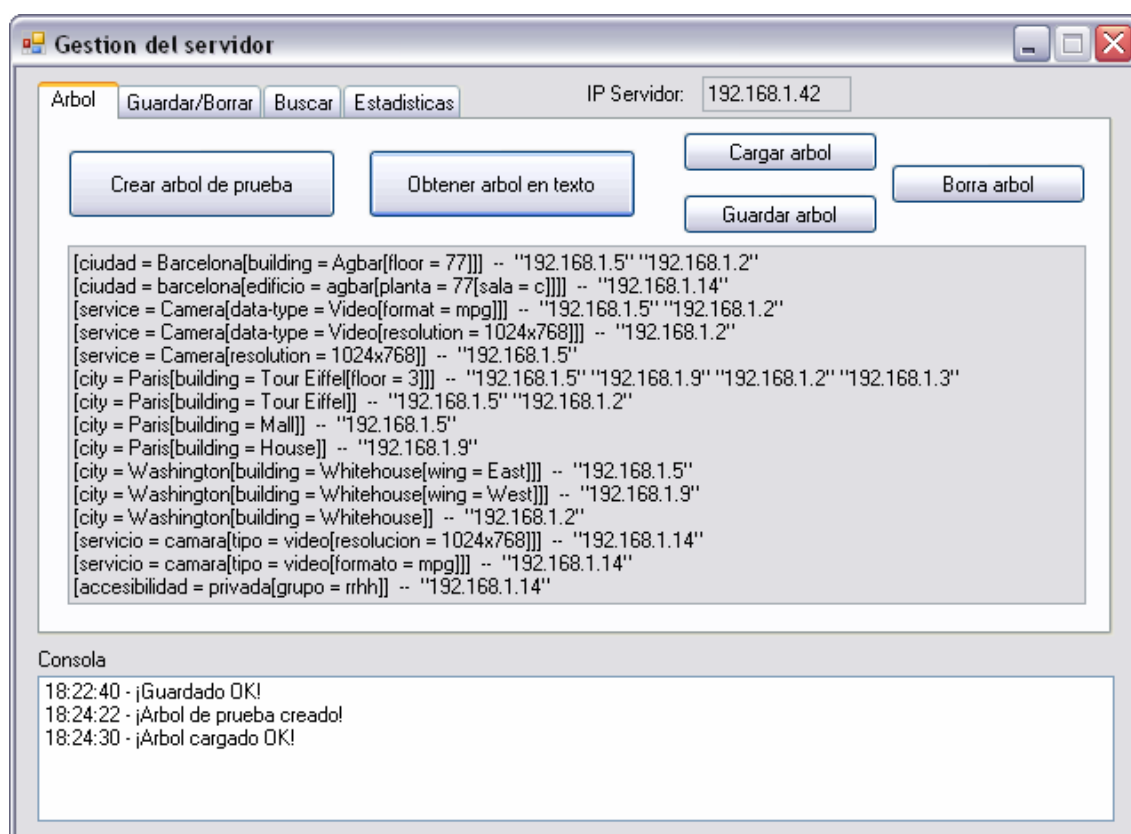 Gestion del servidor
Arbol Guardar/Borrar Buscar Estadisticas IP Servidor: 192.168.1.42
Crear arbol de prueba
Obtener arbol en texto
Cargar arbol
Guardar arbol
Borra arbol
[ciudad = Barcelona[building = Agbar[floor = 77]]] -- "192.168.1.5" "192.168.1.2"
[ciudad = barcelona[edificio = agbar[planta = 77[sala = c]]]] -- "192.168.1.14"
[service = Camera[data-type = Video[format = mpg]]] -- "192.168.1.5" "192.168.1.2"
[service = Camera[data-type = Video[resolution = 1024x768]]] -- "192.168.1.2"
[service = Camera[resolution = 1024x768]] -- "192.168.1.5"
[city = Paris[building = Tour Eiffel[floor = 3]]] -- "192.168.1.5" "192.168.1.9" "192.168.1.2" "192.168.1.3"
[city = Paris[building = Tour Eiffel]] -- "192.168.1.5" "192.168.1.2"
[city = Paris[building = Mall]] -- "192.168.1.5"
[city = Paris[building = House]] -- "192.168.1.9"
[city = Washington[building = Whitehouse[wing = East]]] -- "192.168.1.5"
[city = Washington[building = Whitehouse[wing = West]]] -- "192.168.1.9"
[city = Washington[building = Whitehouse]] -- "192.168.1.2"
[servicio = camara[tipo = video[resolucion = 1024x768]]] -- "192.168.1.14"
[servicio = camara[tipo = video[formato = mpg]]] -- "192.168.1.14"
[accesibilidad = privada[grupo = rrhh]] -- "192.168.1.14"
Consola
18:22:40 - ¡Guardado OK!
18:24:22 - ¡Arbol de prueba creado!
18:24:30 - ¡Arbol cargado OK!